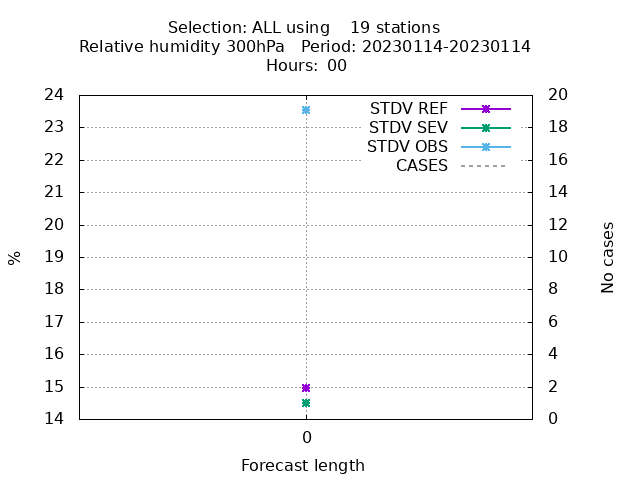 Selection: ALL using    19 stations
Relative humidity 300hPa   Period: 20230114-20230114
Hours: 00
24
23
22
21
20
19
18
17
16
15
14
%
STDV REF
STDV SEV
STDV OBS
CASES
20
18
16
14
12
10
8
6
4
2
0
No cases
0
Forecast length